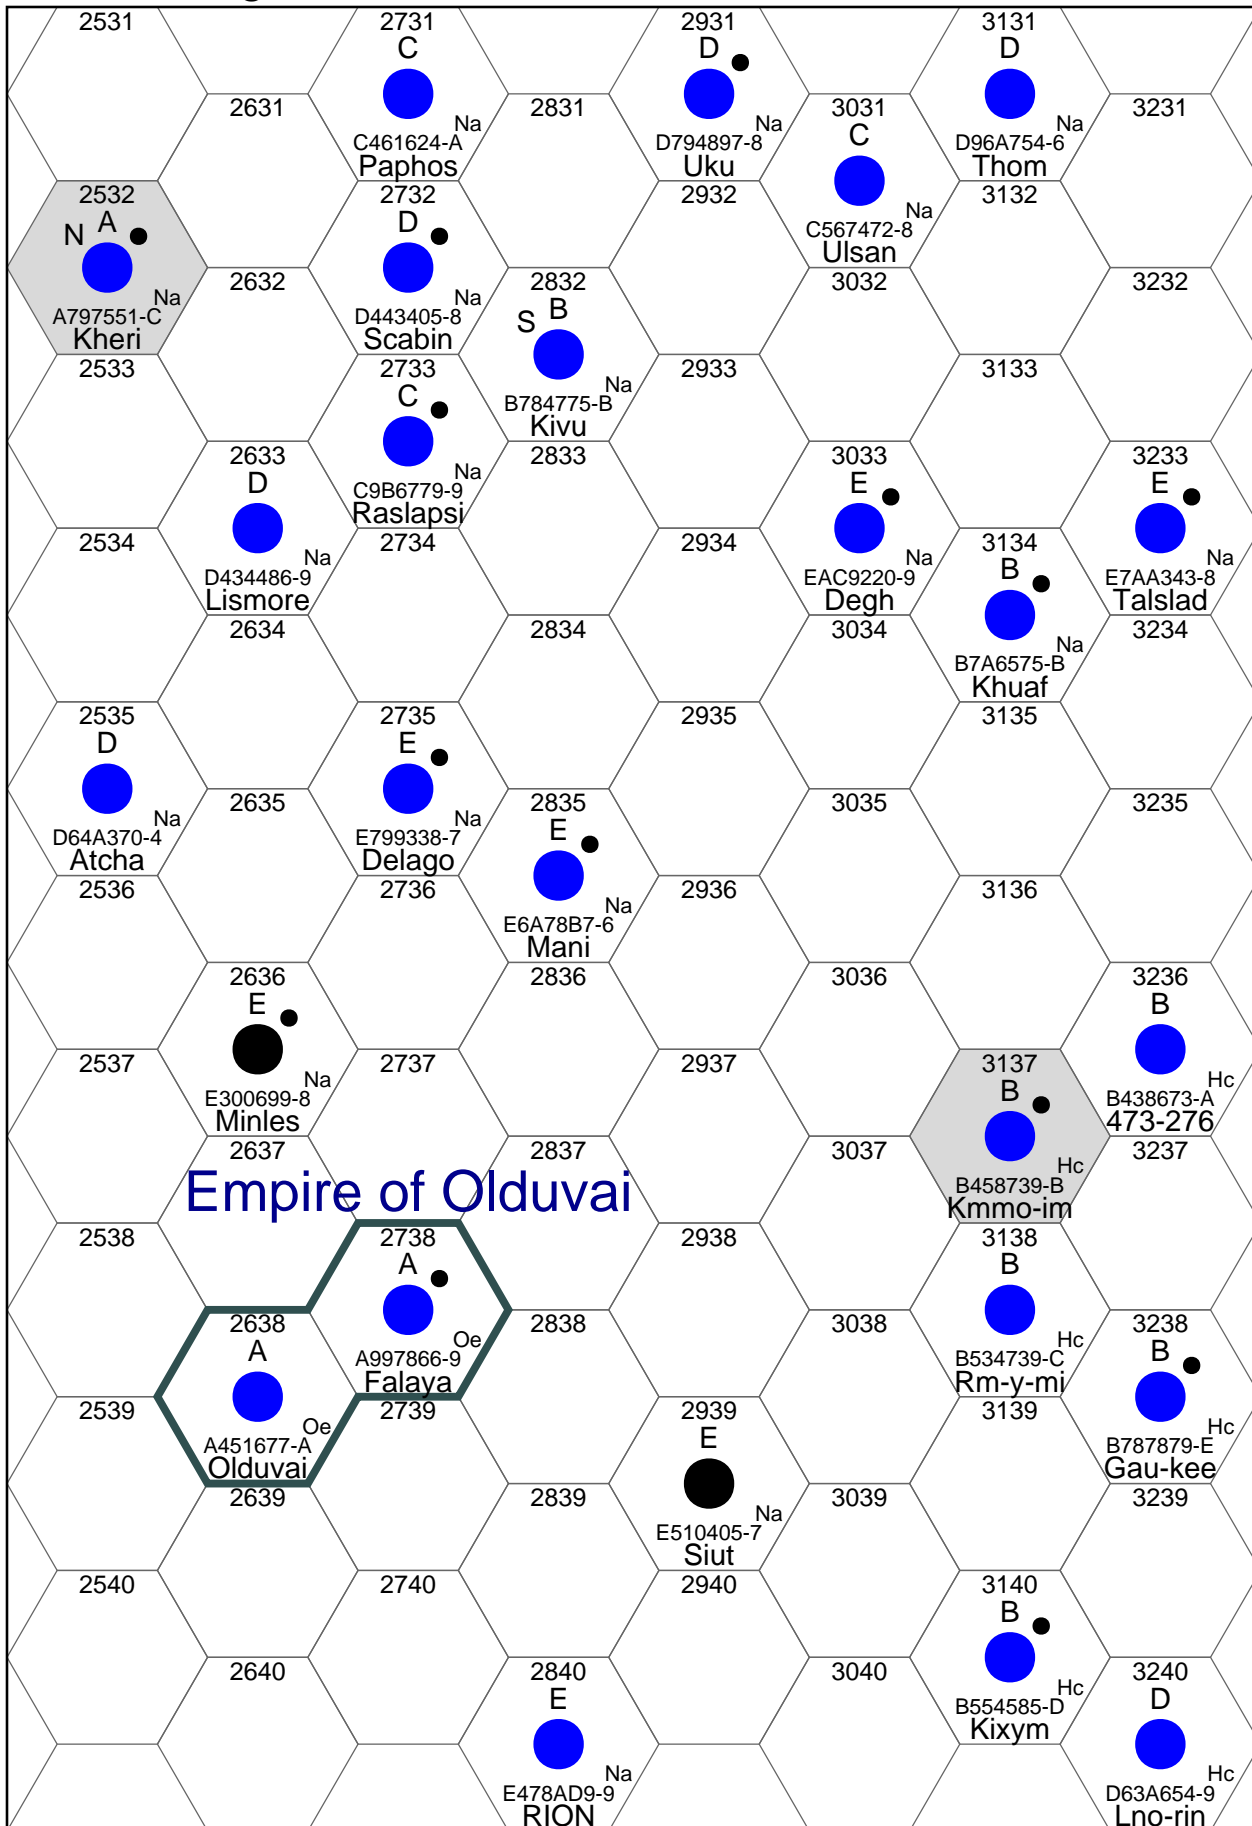 2531 2731 2931 3131
C D D
2631 2831 3031 3231
C
Na Na Na
C461624-A D794897-8 D96A754-6
Paphos Uku Thom
2532 2732 2932 3132
N A D
Na
C567472-8
Ulsan
2632 2832 3032 3232
S B
Na Na
A797551-C D443405-8
Kheri Scabin
2533 2733 2933 3133
C
Na
B784775-B
Kivu
2633 2833 3033 3233
D E E
Na
C9B6779-9
Raslapsi
2534 2734 2934 3134
B
Na Na Na
D434486-9 EAC9220-9 E7AA343-8
Lismore Degh Talslad
2634 2834 3034 3234
Na
B7A6575-B
Khuaf
2535 2735 2935 3135
D E
2635 2835 3035 3235
E
Na Na
D64A370-4 E799338-7
Atcha Delago
2536 2736 2936 3136
Na
E6A78B7-6
Mani
2636 2836 3036 3236
E B
2537 2737 2937 3137
B
Na Hc
E300699-8 B438673-A
Minles 473-276
2637 2837 3037 3237
Hc
Empire of Olduvai
B458739-B
Kmmo-im
2538 2738 2938 3138
A B
2638 2838 3038 3238
A B
Oe Hc
A997866-9 B534739-C
Falaya Rm-y-mi
2539 2739 2939 3139
E
Oe Hc
A451677-A B787879-E
Olduvai Gau-kee
2639 2839 3039 3239
Na
E510405-7
Siut
2540 2740 2940 3140
B
2640 2840 3040 3240
E D
Hc
B554585-D
Kixym
Na Hc
E478AD9-9 D63A654-9
RION Lno-rin